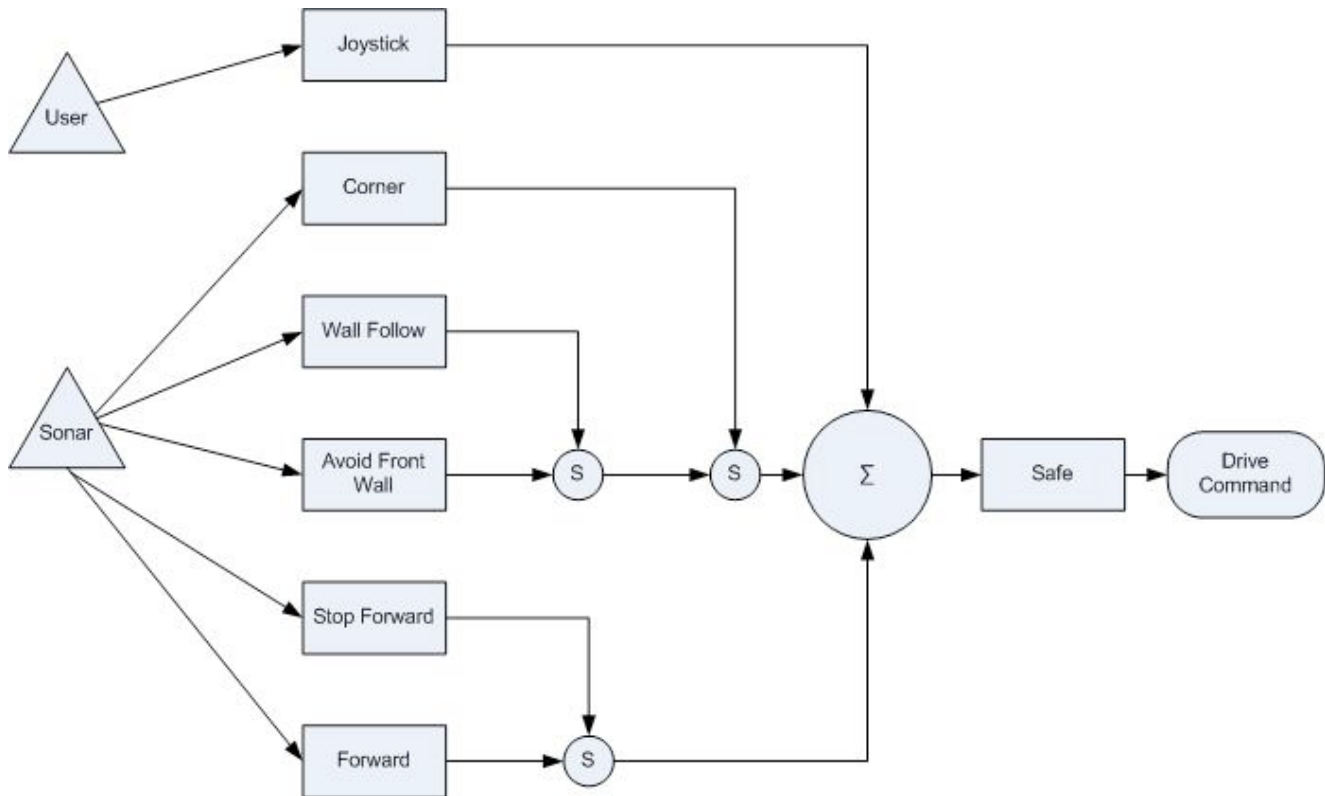 Joystick
User
Corner
Wall Follow
Sonar
Avoid Front
Wall
S
S
Σ
Safe
Drive
Command
Stop Forward
Forward
S